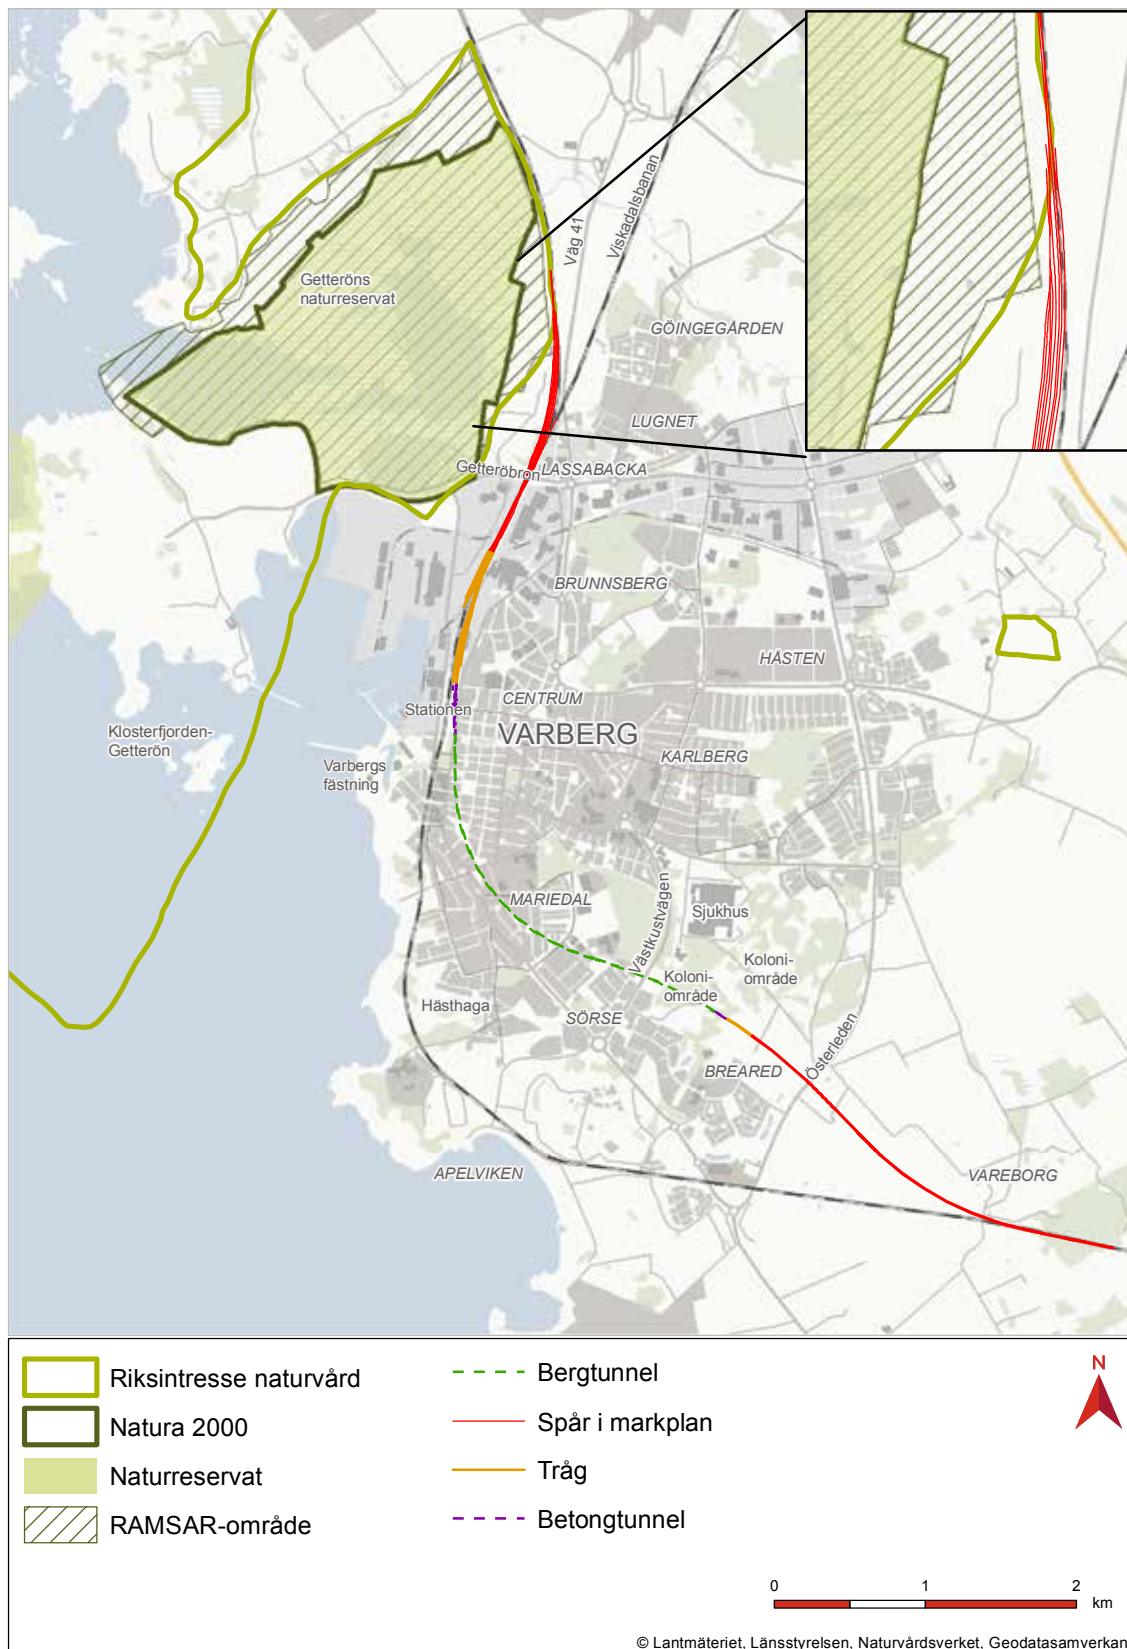 Väg 41
Viskadalsbanan
Getteröns
naturreservat
GÖINGEGÅRDEN
LUGNET
Getteröbron
LASSABACKA
BRUNNSBERG
HÅSTEN
CENTRUM
Stationen
VARBERG
Klosterfjorden-
Getterön
KARLBERG
Varbergs
fästning
MARIEDAL
Sjukhus
Västkustvägen
Koloni-
område
Koloni-
område
Hästhaga
SÖRSE
Österleden
BREARED
APELVIKEN
VAREBORG
Riksintresse naturvård
Natura 2000
Naturreservat
RAMSAR-område
Bergtunnel
Spår i markplan
Tråg
Betongtunnel
N
0 1 2
km
© Lantmäteriet, Länsstyrelsen, Naturvårdsverket, Geodatasamverkan